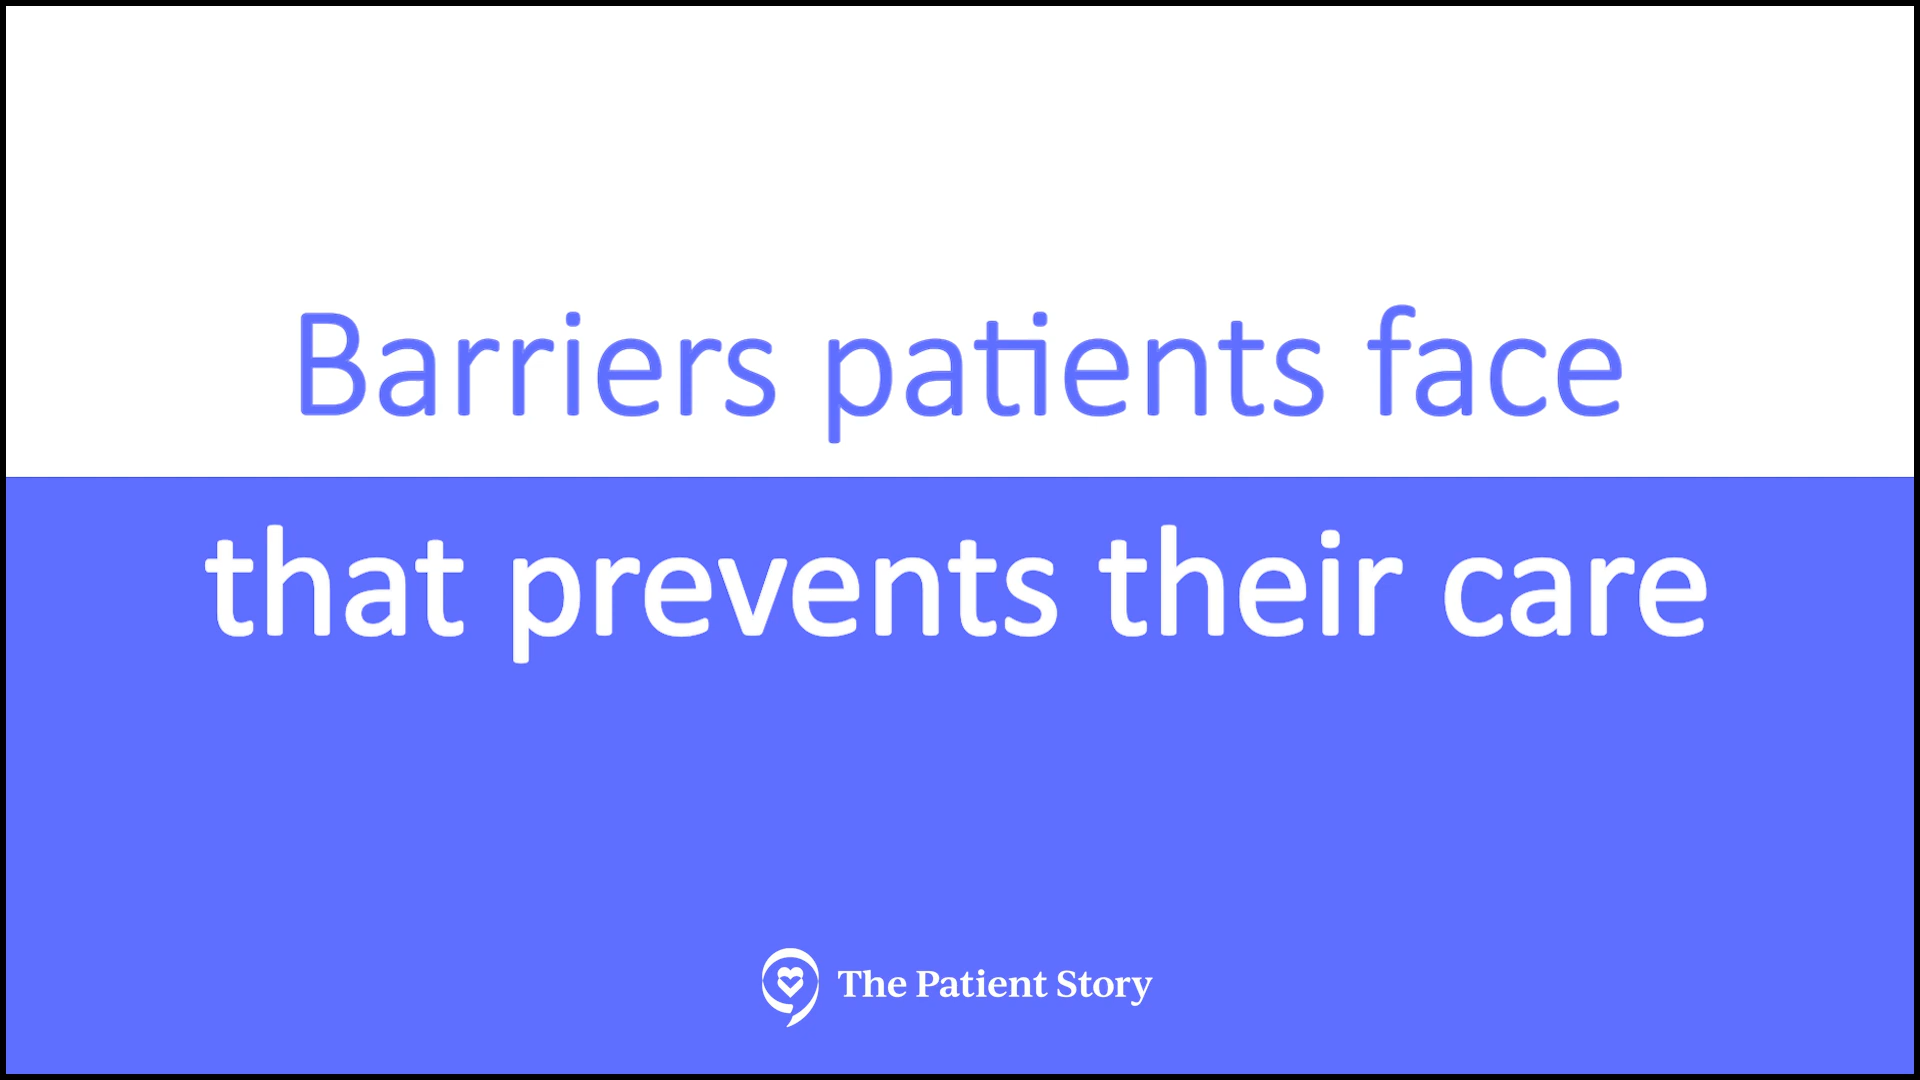 Barriers patients face
that prevents their care
The Patient Story